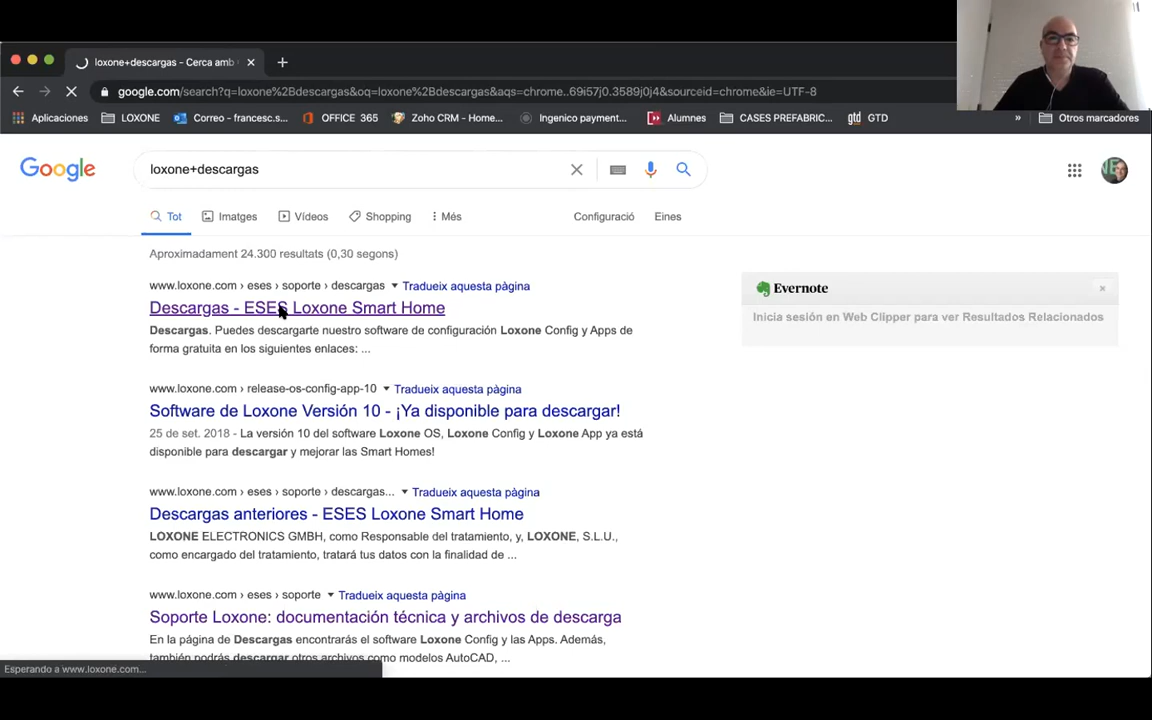 loxone+descargas - Cerca amb
google.com/search?q=loxone%2Bdescargas&oq=loxone%2Bdescargas&aqs=chrome..69i57j0.3589j0j4&sourceid=chrome&ie=UTF-8
Aplicaciones LOXONE Correo - francesc.s... OFFICE 365 Zoho CRM - Home... Ingenico payment... Alumnes CASES PREFABRIC... gtd GTD » Otros marcadores
Google loxone+descargas
Tot Imatges Vídeos Shopping Més Configuració Eines
Aproximadament 24.300 resultats (0,30 segons)
www.loxone.com › eses › soporte › descargas Tradueix aquesta pàgina
Descargas - ESES Loxone Smart Home
Descargas. Puedes descargarte nuestro software de configuración Loxone Config y Apps de
forma gratuita en los siguientes enlaces: ...
Evernote
Inicia sesión en Web Clipper para ver Resultados Relacionados
www.loxone.com › release-os-config-app-10 Tradueix aquesta pàgina
Software de Loxone Versión 10 - ¡Ya disponible para descargar!
25 de set. 2018 - La versión 10 del software Loxone OS, Loxone Config y Loxone App ya está
disponible para descargar y mejorar las Smart Homes!
www.loxone.com › eses › soporte › descargas... Tradueix aquesta pàgina
Descargas anteriores - ESES Loxone Smart Home
LOXONE ELECTRONICS GMBH, como Responsable del tratamiento, y, LOXONE, S.L.U.,
como encargado del tratamiento, tratará tus datos con la finalidad de ...
www.loxone.com › eses › soporte Tradueix aquesta pàgina
Soporte Loxone: documentación técnica y archivos de descarga
En la página de Descargas encontrarás el software Loxone Config y las Apps. Además,
también podrás descargar otros archivos como modelos AutoCAD, ...
Esperando a www.loxone.com...